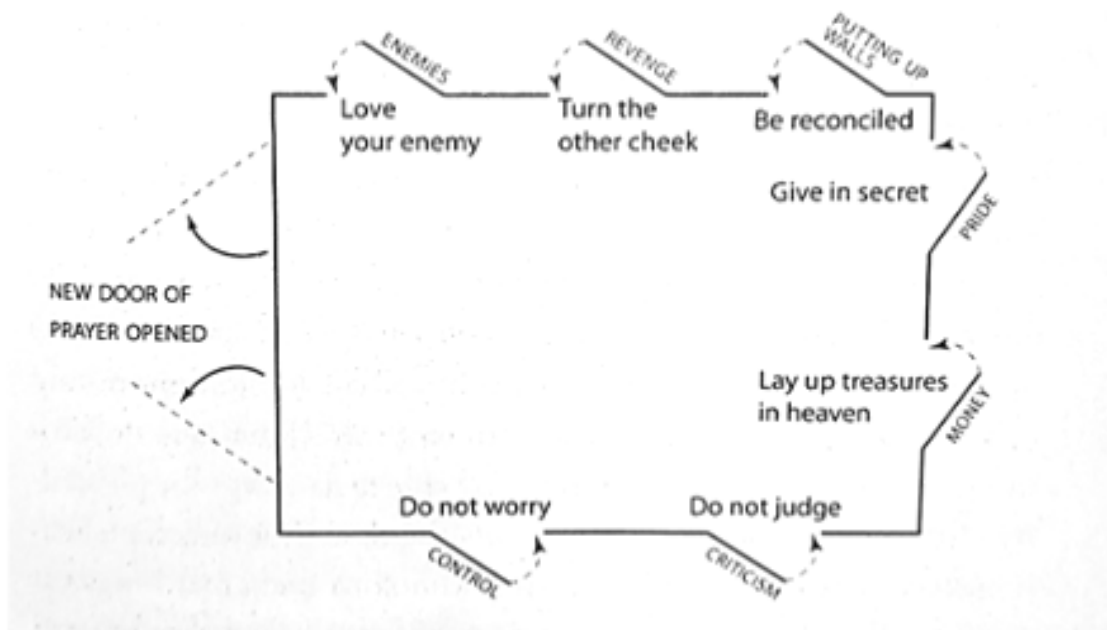 ENEMIES
REVENGE
PUTTING UP
WALLS
Love
your enemy
Turn the
other cheek
Be reconciled
Give in secret
PRIDE
NEW DOOR OF
PRAYER OPENED
Lay up treasures
in heaven
MONEY
Do not worry
Do not judge
CONTROL
CRITICISM